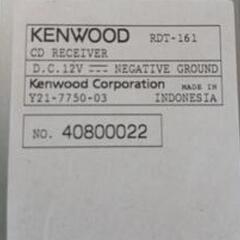 KENWOOD RDT-161
CD RECEIVER
D.C.12V ⎓ NEGATIVE GROUND
Kenwood Corporation MADE IN
Y21-7750-03 INDONESIA
NO. 40800022